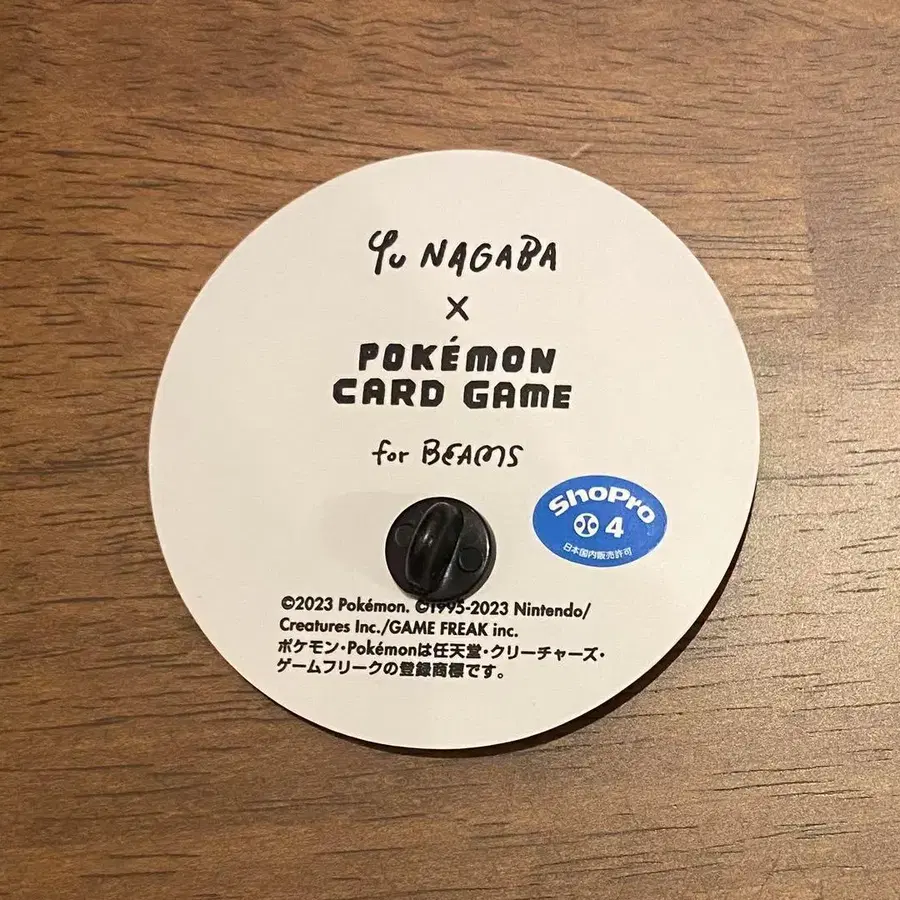 Yu NAGABA
×
POKÉMON
CARD GAME
for BEAMS
ShoPro
4
日本国内販売許可
©2023 Pokémon. ©1995-2023 Nintendo/
Creatures Inc./GAME FREAK inc.
ポケモン・Pokémonは任天堂・クリーチャーズ・
ゲームフリークの登録商標です。